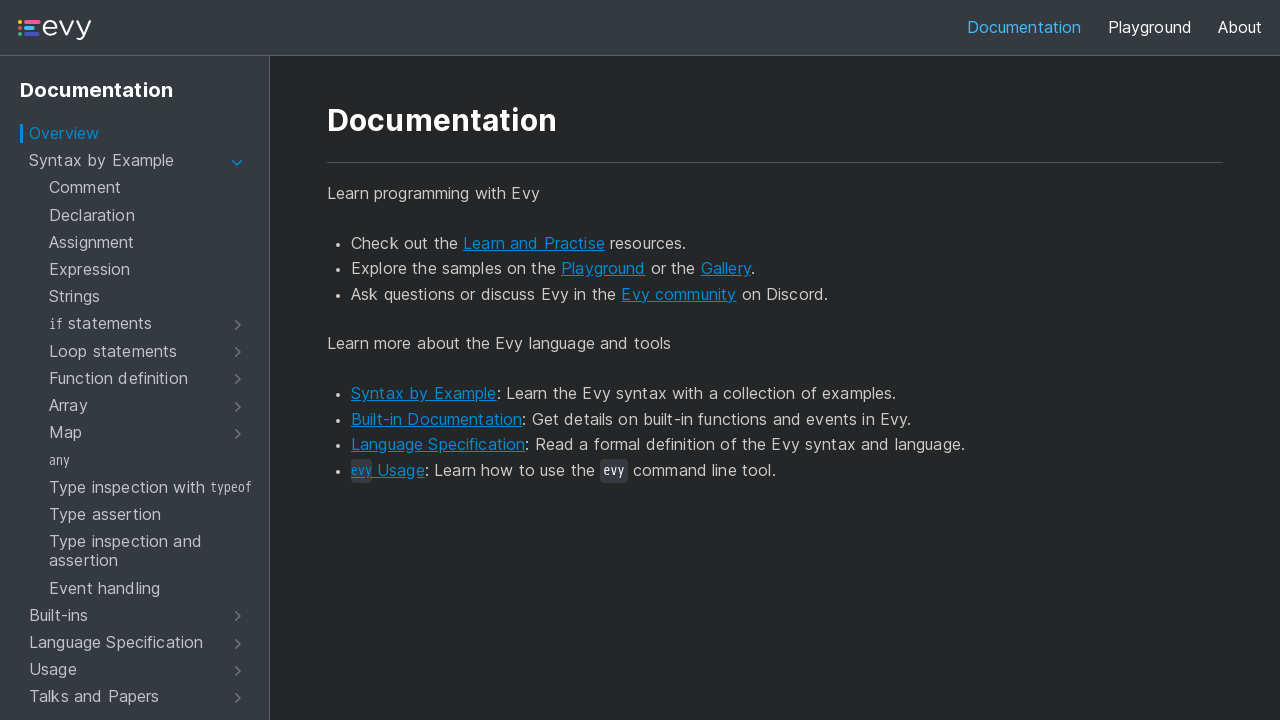 evy
Documentation
Playground
About
Documentation
Overview
Syntax by Example
Comment
Declaration
Assignment
Expression
Strings
if statements
Loop statements
Function definition
Array
Map
any
Type inspection with typeof
Type assertion
Type inspection and
assertion
Event handling
Built-ins
Language Specification
Usage
Talks and Papers
Documentation
Learn programming with Evy
• Check out the Learn and Practise resources.
• Explore the samples on the Playground or the Gallery.
• Ask questions or discuss Evy in the Evy community on Discord.
Learn more about the Evy language and tools
• Syntax by Example: Learn the Evy syntax with a collection of examples.
• Built-in Documentation: Get details on built-in functions and events in Evy.
• Language Specification: Read a formal definition of the Evy syntax and language.
• evy Usage: Learn how to use the evy command line tool.